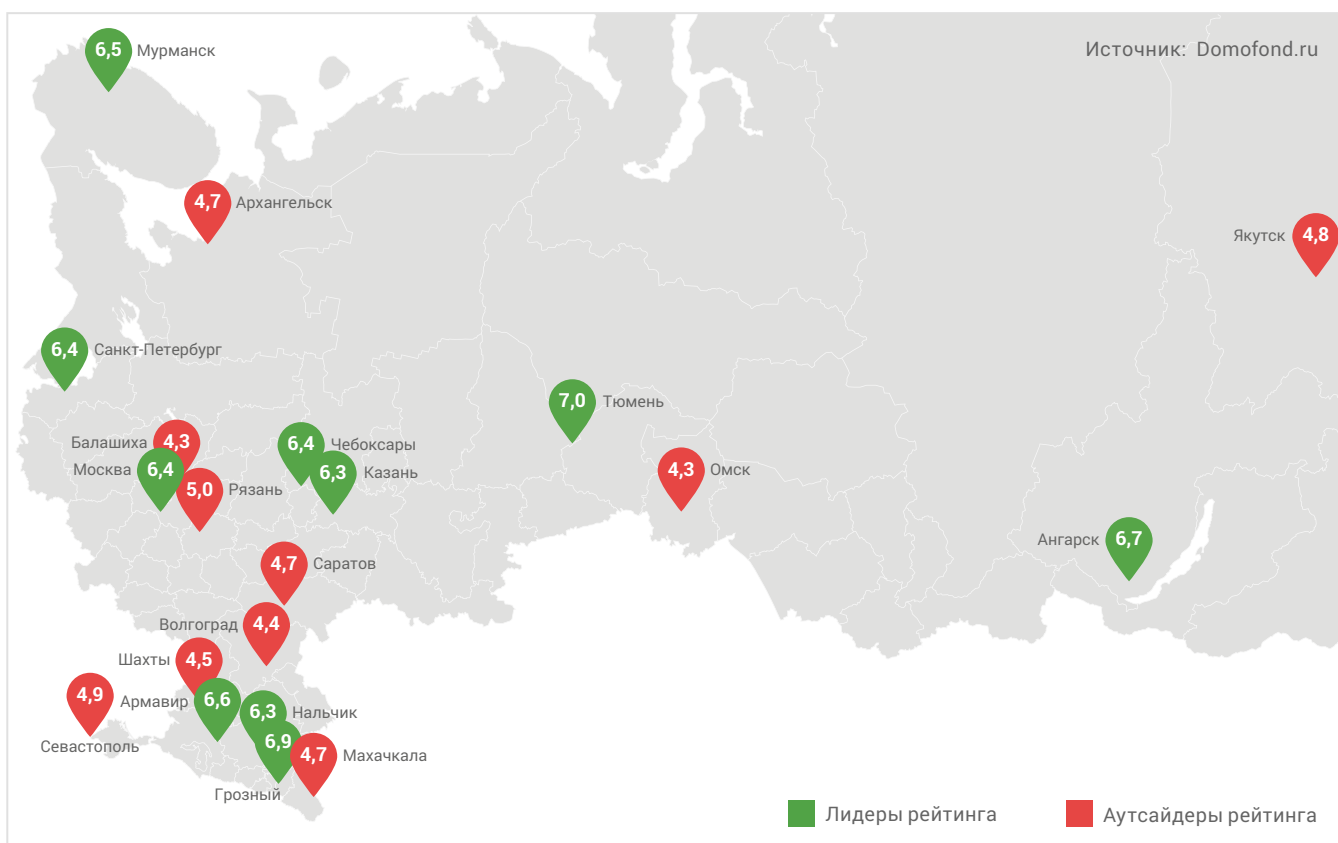 6,5 Мурманск
Источник: Domofond.ru
4,7 Архангельск
Якутск 4,8
6,4 Санкт-Петербург
7,0 Тюмень
Балашиха 4,3
6,4 Чебоксары
Москва 6,4
6,3 Казань
4,3 Омск
5,0 Рязань
Ангарск 6,7
4,7 Саратов
Волгоград 4,4
Шахты 4,5
4,9
Севастополь
Армавир 6,6
6,3 Нальчик
6,9
Грозный
4,7 Махачкала
Лидеры рейтинга
Аутсайдеры рейтинга